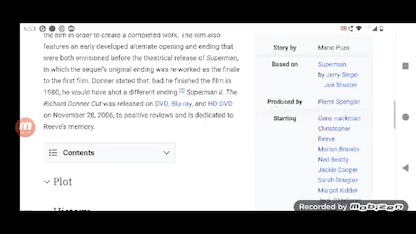 the film in order to create a completed work. The film also
features an early developed alternate opening and ending that
were both envisioned before the theatrical release of Superman,
in which the sequel's original ending was re-worked as the finale
to the first film. Donner stated that, had he finished the film in
1980, he would have shot a different ending.[2] Superman II: The
Richard Donner Cut was released on DVD, Blu-ray, and HD DVD
on November 28, 2006, to positive reviews and is dedicated to
Reeve's memory.
Contents
Plot
Story by Mario Puzo
Based on Superman
by Jerry Siegel
Joe Shuster
Produced by Pierre Spengler
Starring Gene Hackman
Christopher
Reeve
Marlon Brando
Ned Beatty
Jackie Cooper
Sarah Douglas
Margot Kidder
Recorded by Mobizen